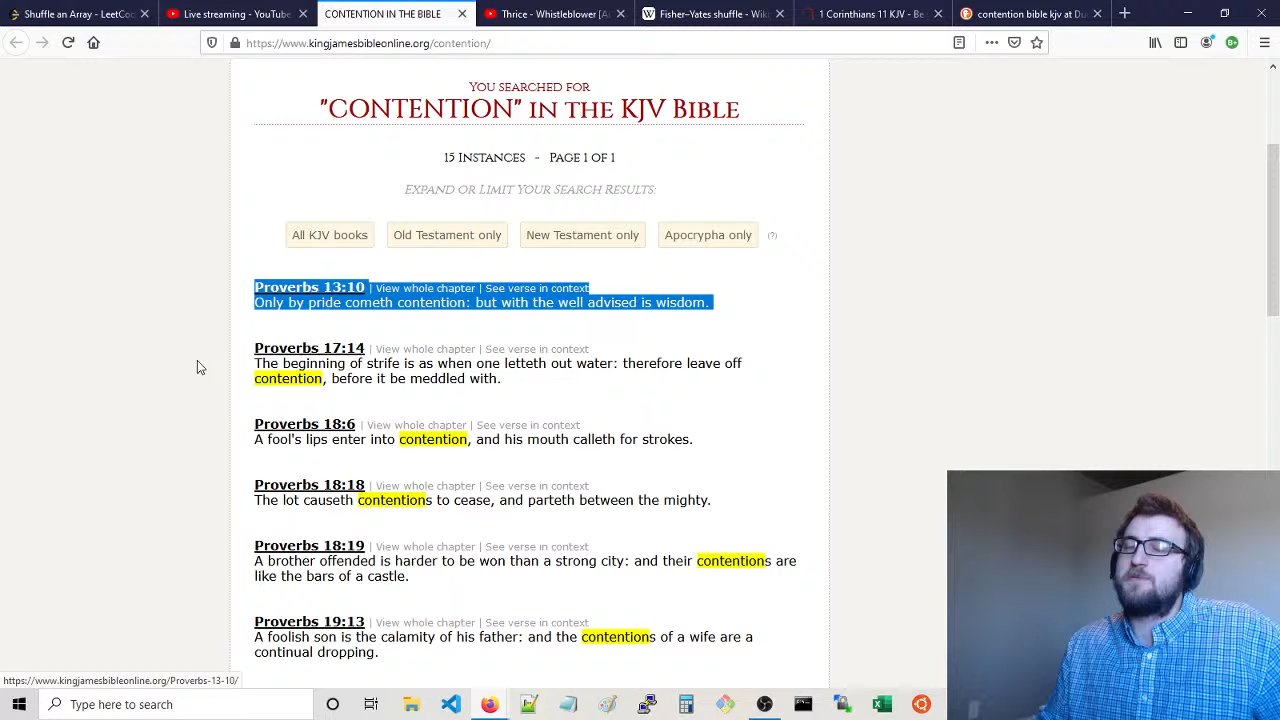 Shuffle an Array - LeetCo
Live streaming - YouTube
CONTENTION IN THE BIBLE
Thrice - Whistleblower [A
Fisher–Yates shuffle - Wik
1 Corinthians 11 KJV - Be
contention bible kjv at Du
https://www.kingjamesbibleonline.org/contention/
You searched for
"CONTENTION" in the KJV Bible
15 Instances - Page 1 of 1
Expand or Limit Your Search Results:
All KJV books
Old Testament only
New Testament only
Apocrypha only
(?)
Proverbs 13:10 | View whole chapter | See verse in context
Only by pride cometh contention: but with the well advised is wisdom.
Proverbs 17:14 | View whole chapter | See verse in context
The beginning of strife is as when one letteth out water: therefore leave off
contention, before it be meddled with.
Proverbs 18:6 | View whole chapter | See verse in context
A fool's lips enter into contention, and his mouth calleth for strokes.
Proverbs 18:18 | View whole chapter | See verse in context
The lot causeth contentions to cease, and parteth between the mighty.
Proverbs 18:19 | View whole chapter | See verse in context
A brother offended is harder to be won than a strong city: and their contentions are
like the bars of a castle.
Proverbs 19:13 | View whole chapter | See verse in context
A foolish son is the calamity of his father: and the contentions of a wife are a
continual dropping.
https://www.kingjamesbibleonline.org/Proverbs-13-10/
Type here to search